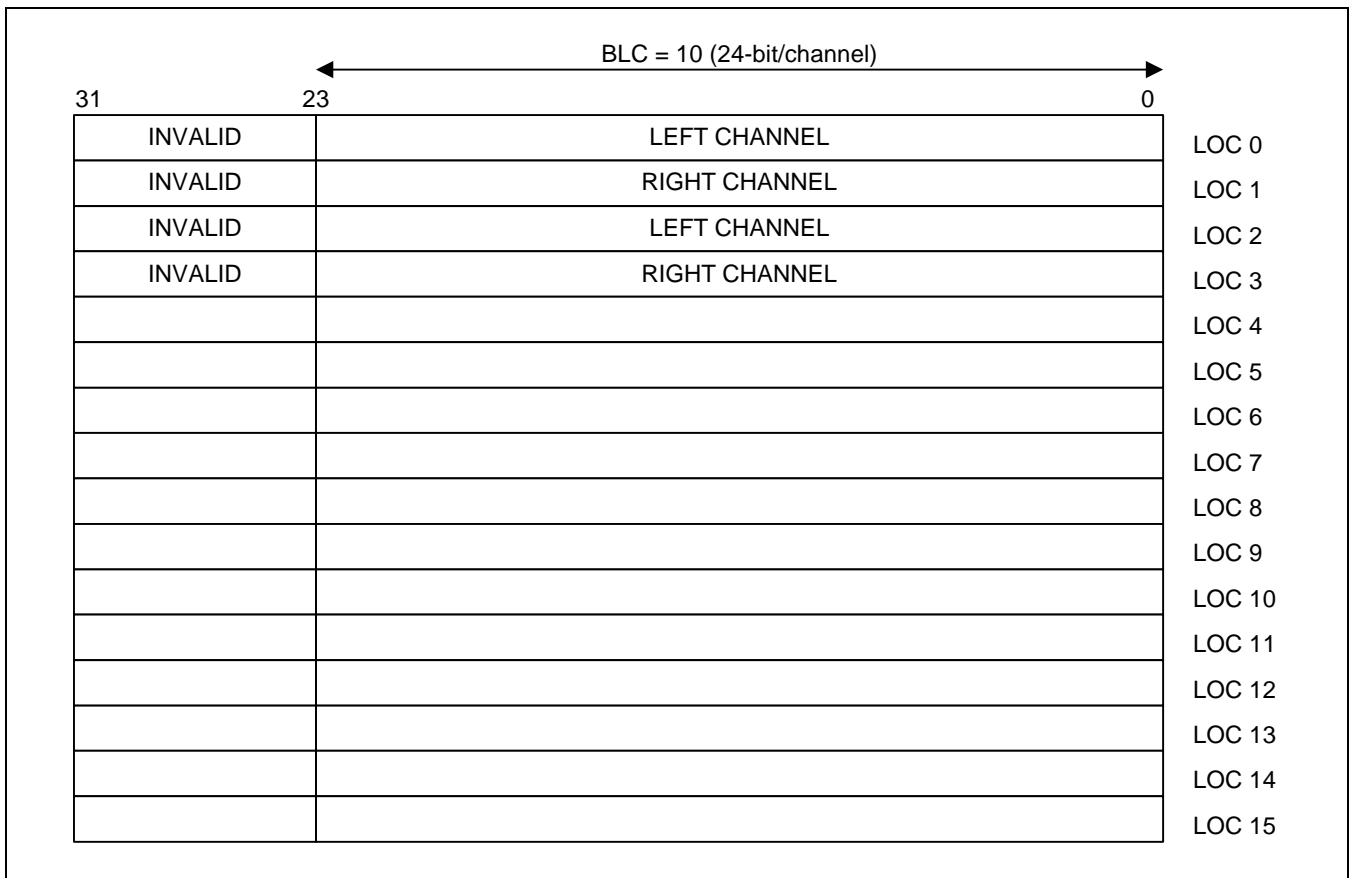 BLC = 10 (24-bit/channel)
31 23 0
INVALID LEFT CHANNEL LOC 0
INVALID RIGHT CHANNEL LOC 1
INVALID LEFT CHANNEL LOC 2
INVALID RIGHT CHANNEL LOC 3
LOC 4
LOC 5
LOC 6
LOC 7
LOC 8
LOC 9
LOC 10
LOC 11
LOC 12
LOC 13
LOC 14
LOC 15